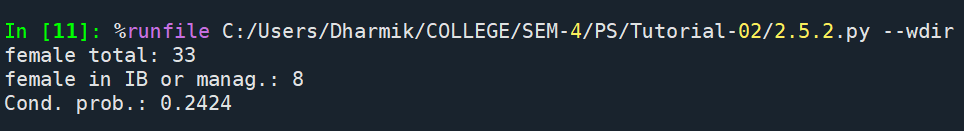 In [11]: %runfile C:/Users/Dharmik/COLLEGE/SEM-4/PS/Tutorial-02/2.5.2.py --wdir
female total: 33
female in IB or manag.: 8
Cond. prob.: 0.2424